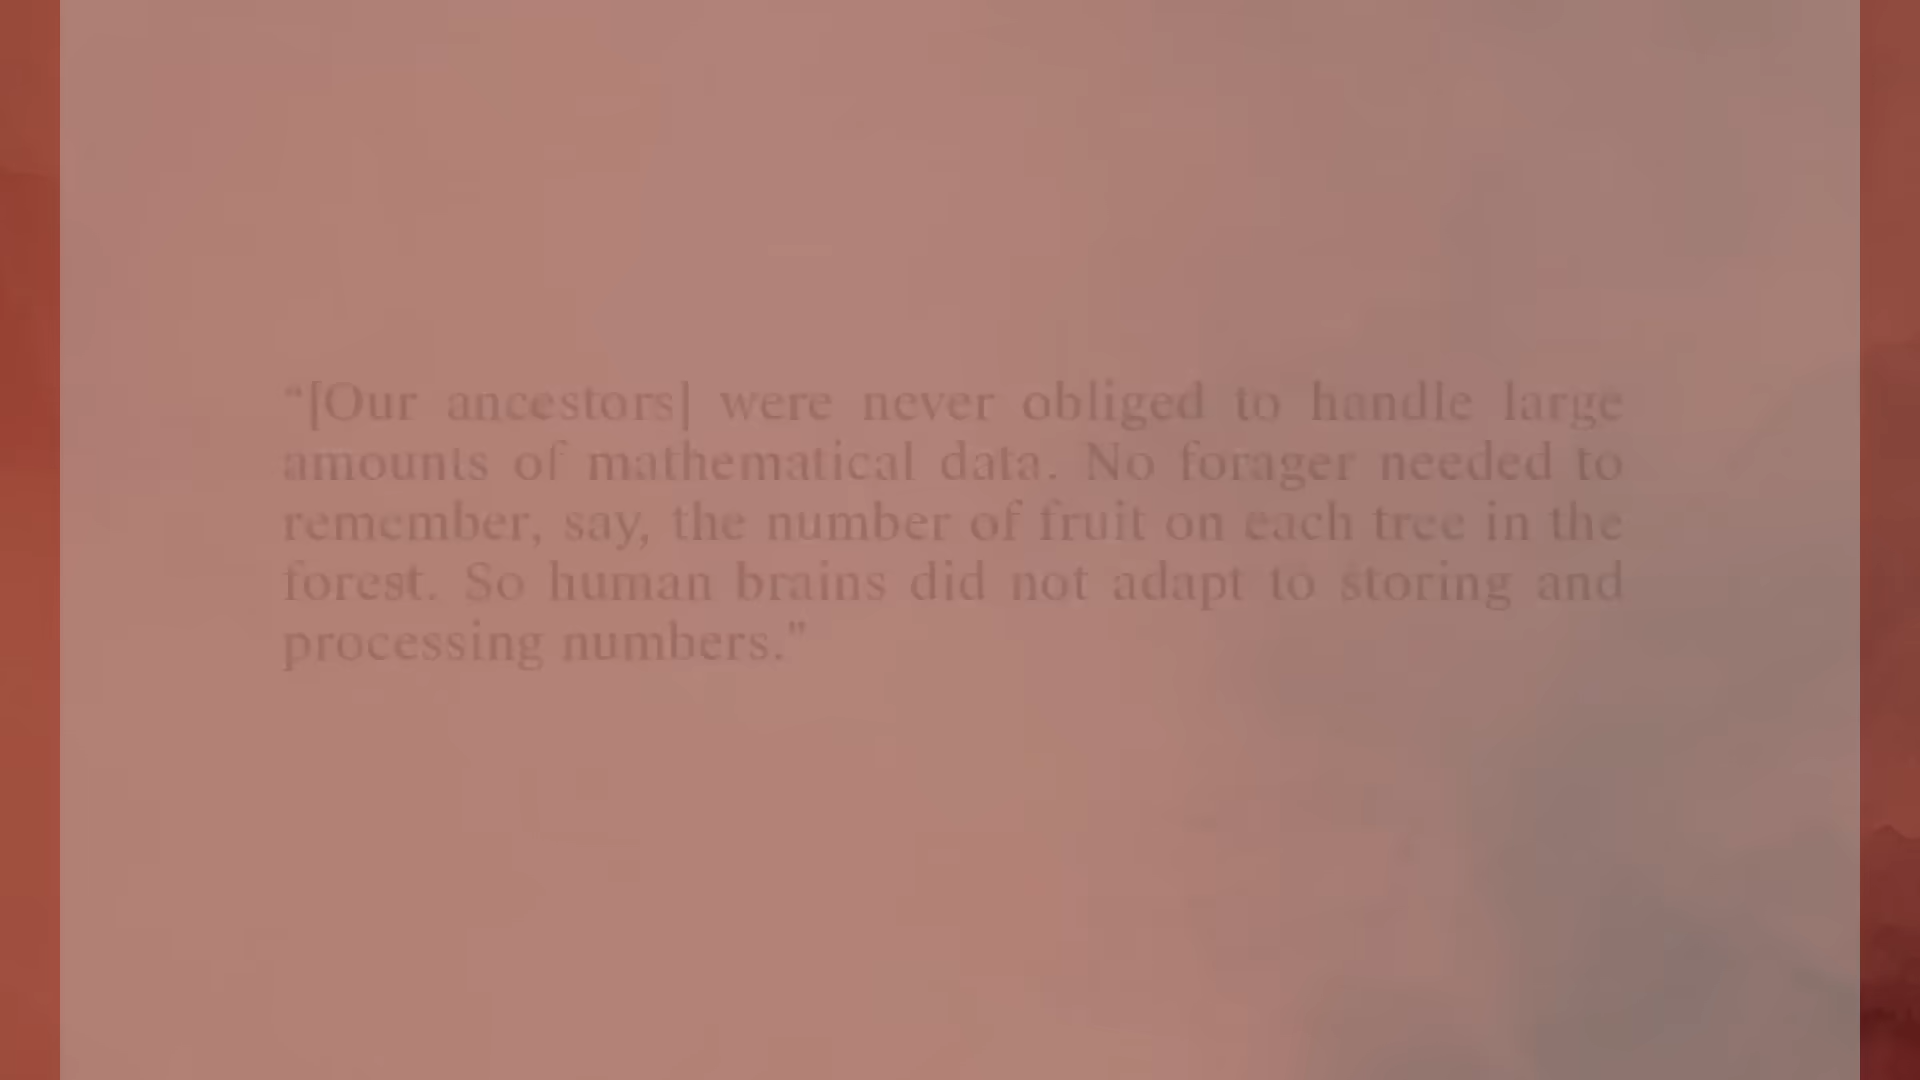 “[Our ancestors] were never obliged to handle large
amounts of mathematical data. No forager needed to
remember, say, the number of fruit on each tree in the
forest. So human brains did not adapt to storing and
processing numbers."